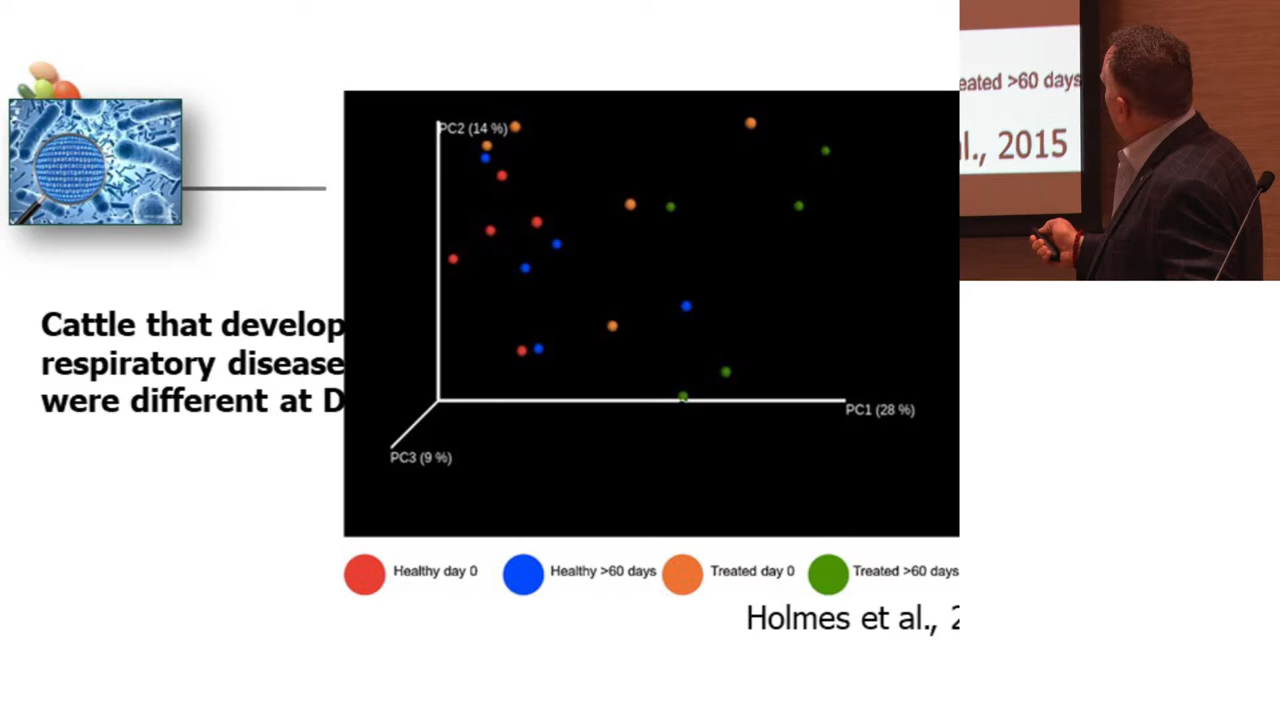 Cattle that develop
respiratory disease
were different at D
PC2 (14 %)
PC1 (28 %)
PC3 (9 %)
Healthy day 0
Healthy >60 days
Treated day 0
Treated >60 days
Holmes et al., 2
eated >60 days
al., 2015